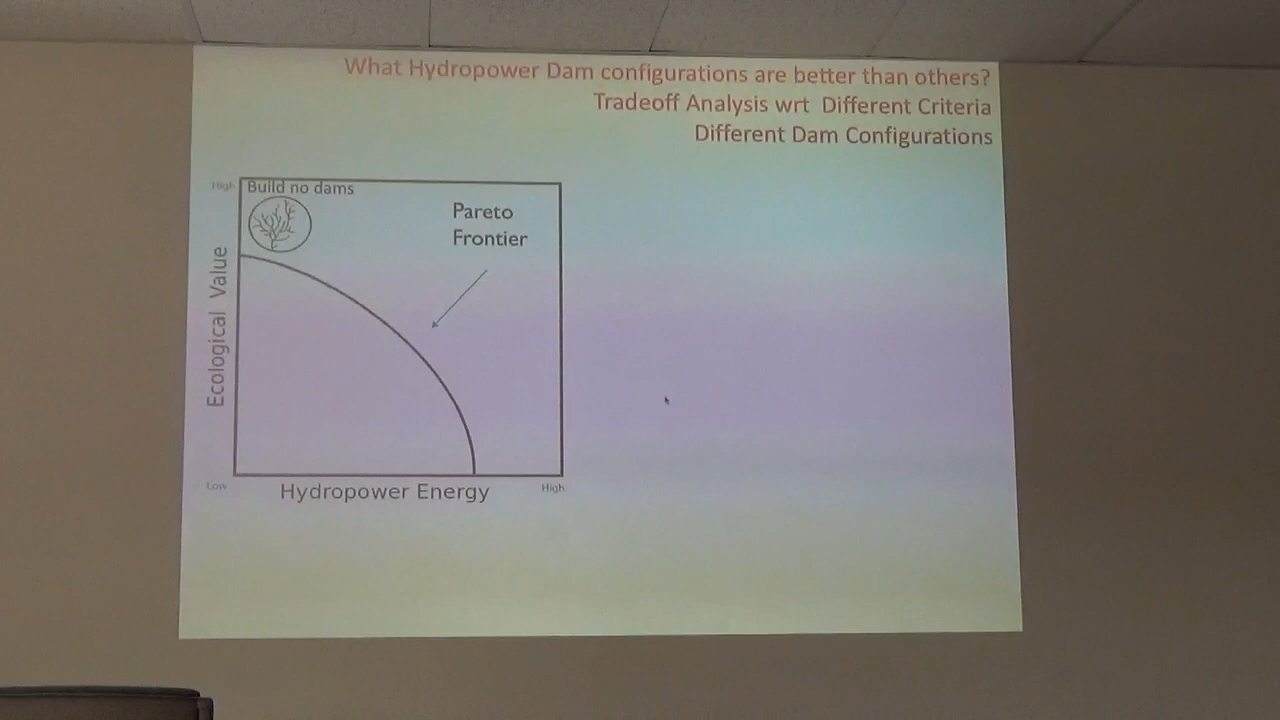 What Hydropower Dam configurations are better than others?
Tradeoff Analysis wrt Different Criteria
Different Dam Configurations
High
Build no dams
Pareto
Frontier
Ecological Value
Low
Hydropower Energy
High